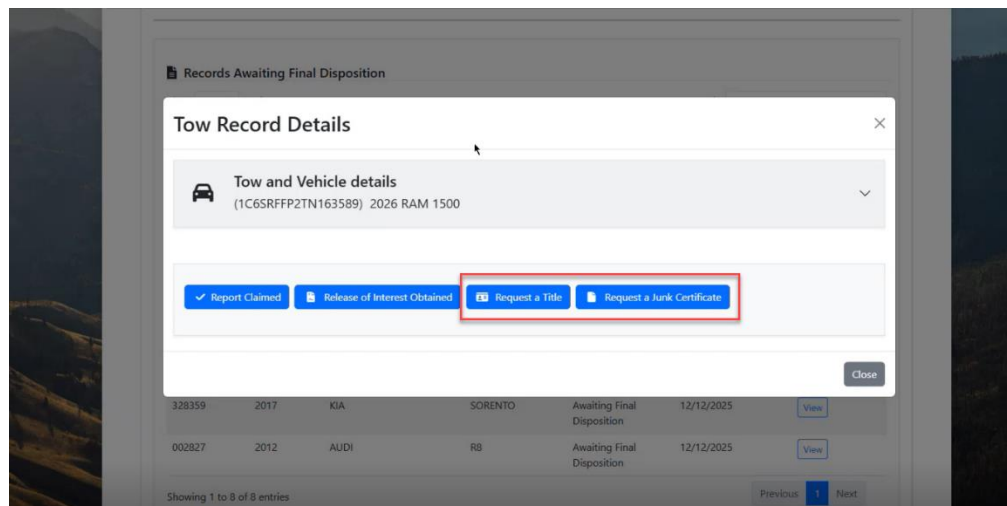 Records Awaiting Final Disposition
Tow Record Details
Tow and Vehicle details
(1C6SRFFP2TN163589) 2026 RAM 1500
Report Claimed Release of Interest Obtained Request a Title Request a Junk Certificate
Close
328359 2017 KIA SORENTO Awaiting Final Disposition 12/12/2025 View
002827 2012 AUDI R8 Awaiting Final Disposition 12/12/2025 View
Showing 1 to 8 of 8 entries Previous 1 Next